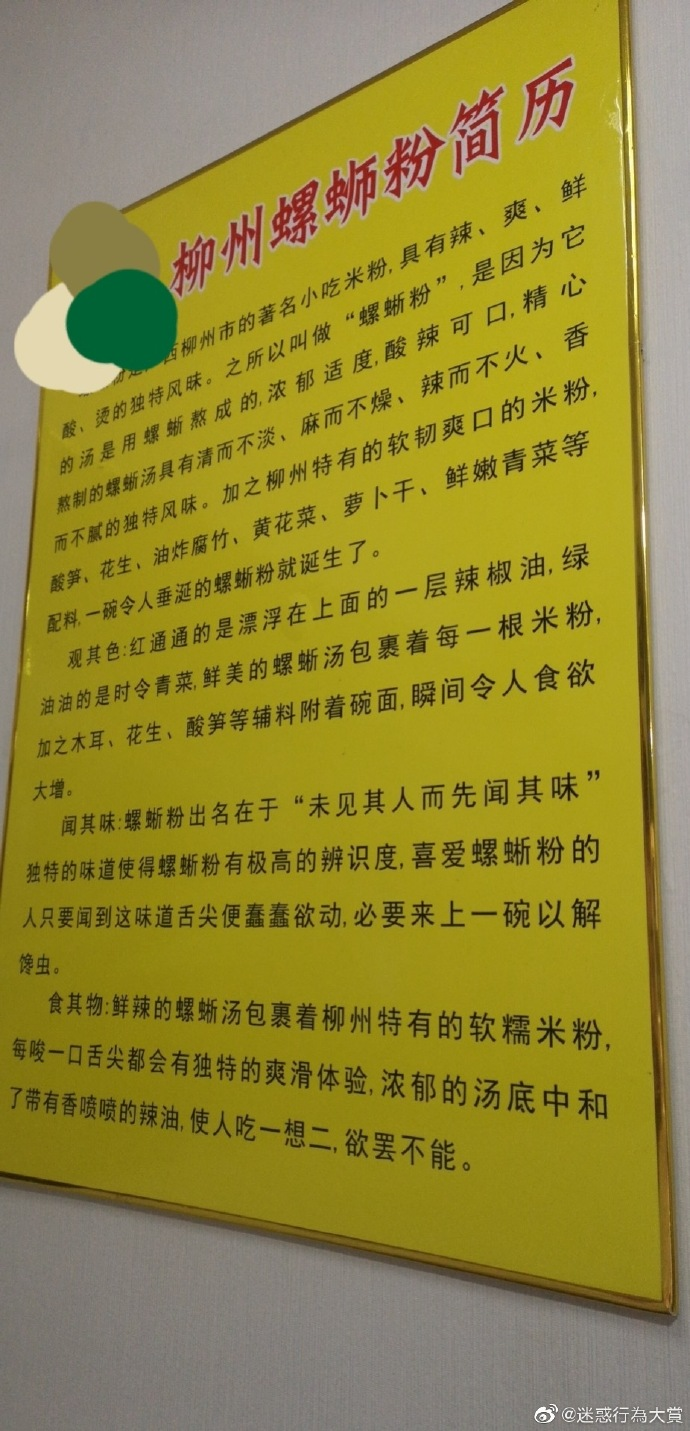 柳州螺蛳粉简历
西柳州市的著名小吃米粉,具有辣、爽、鲜
酸、烫的独特风味。之所以叫做“螺蜥粉”,是因为它
的汤是用螺蜥熬成的,浓郁适度,酸辣可口,精心
熬制的螺蜥汤具有清而不淡、麻而不燥、辣而不火、香
而不腻的独特风味。加之柳州特有的软韧爽口的米粉,
酸笋、花生、油炸腐竹、黄花菜、萝卜干、鲜嫩青菜等
配料,一碗令人垂涎的螺蜥粉就诞生了。
观其色:红通通的是漂浮在上面的一层辣椒油,绿
油油的是时令青菜,鲜美的螺蜥汤包裹着每一根米粉,
加之木耳、花生、酸笋等辅料附着碗面,瞬间令人食欲
大增。
闻其味:螺蜥粉出名在于“未见其人而先闻其味”
独特的味道使得螺蜥粉有极高的辨识度,喜爱螺蜥粉的
人只要闻到这味道舌尖便蠢蠢欲动,必要来上一碗以解
馋虫。
食其物:鲜辣的螺蜥汤包裹着柳州特有的软糯米粉,
每唆一口舌尖都会有独特的爽滑体验,浓郁的汤底中和
了带有香喷喷的辣油,使人吃一想二,欲罢不能。
@迷惑行為大賞